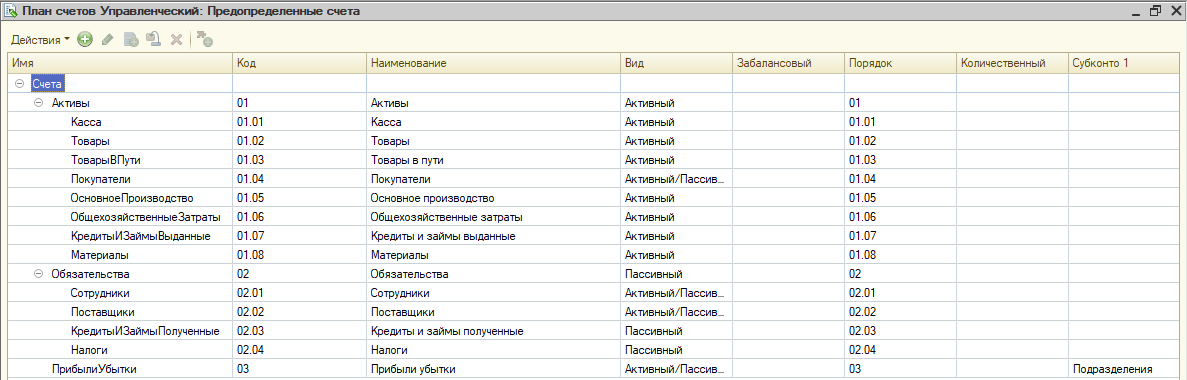 План счетов Управленческий: Предопределенные счета
Действия
Имя Код Наименование Вид Забалансовый Порядок Количественный Субконто 1
Счета
Активы 01 Активы Активный 01
Касса 01.01 Касса Активный 01.01
Товары 01.02 Товары Активный 01.02
ТоварыВПути 01.03 Товары в пути Активный 01.03
Покупатели 01.04 Покупатели Активный/Пассив... 01.04
ОсновноеПроизводство 01.05 Основное производство Активный 01.05
ОбщехозяйственныеЗатраты 01.06 Общехозяйственные затраты Активный 01.06
КредитыИЗаймыВыданные 01.07 Кредиты и займы выданные Активный 01.07
Материалы 01.08 Материалы Активный 01.08
Обязательства 02 Обязательства Пассивный 02
Сотрудники 02.01 Сотрудники Активный/Пассив... 02.01
Поставщики 02.02 Поставщики Активный/Пассив... 02.02
КредитыИЗаймыПолученные 02.03 Кредиты и займы полученные Пассивный 02.03
Налоги 02.04 Налоги Пассивный 02.04
ПрибылиУбытки 03 Прибыли убытки Активный/Пассив... 03 Подразделения